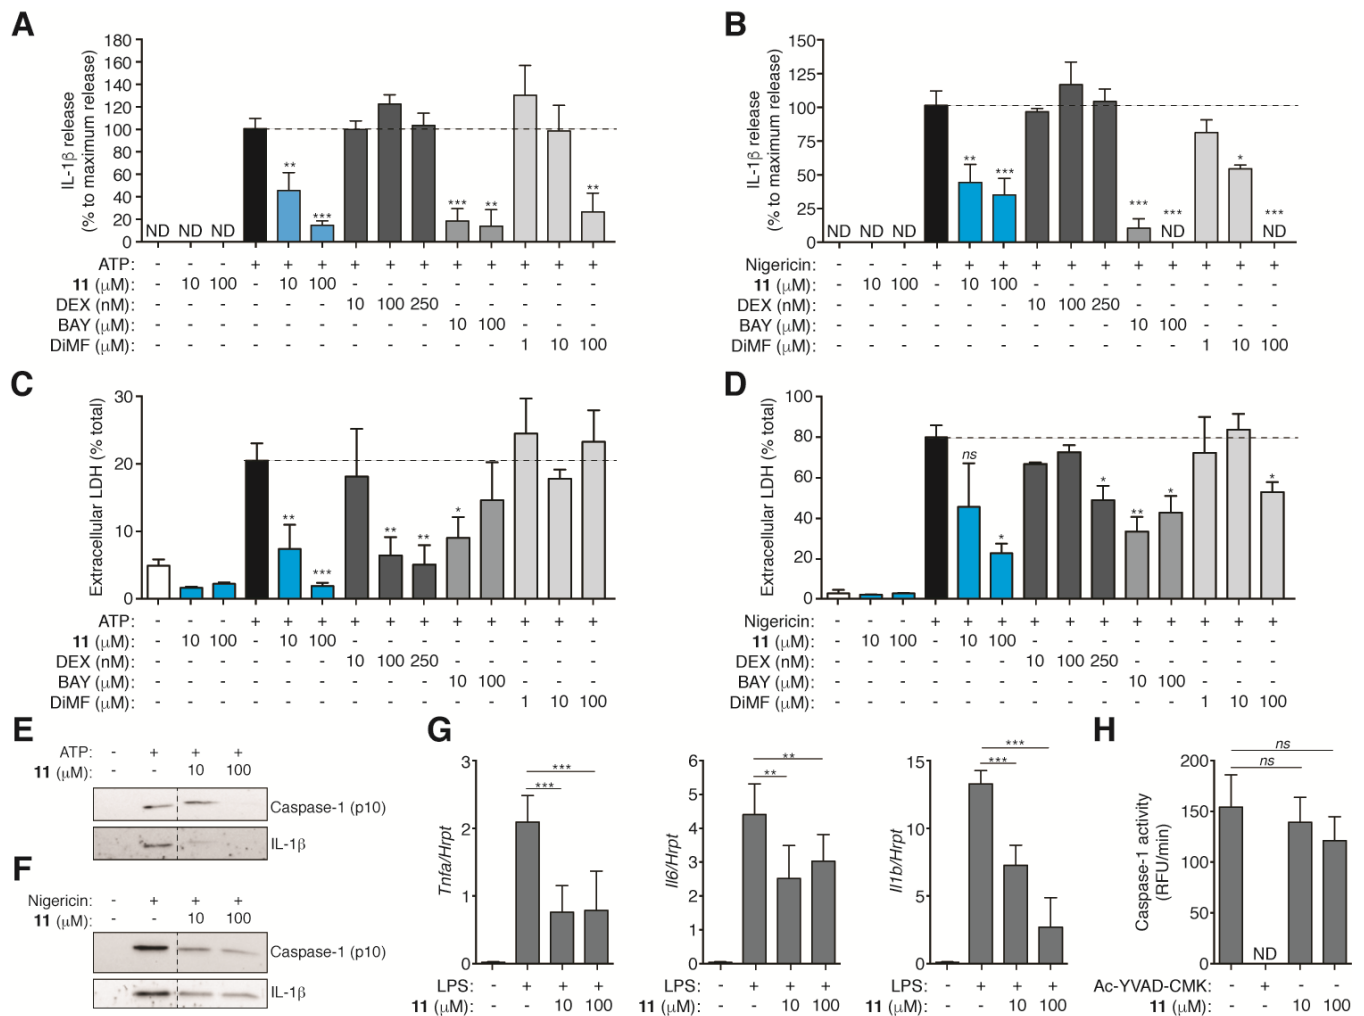 A
IL-1β release
(% to maximum release)
180
160
140
120
100
80
60
40
20
0
ND ND ND
**
***
***
**
**
ATP: - - - + + + + + + + + + + +
11 (μM): - 10 100 - 10 100 - - - - - - - -
DEX (nM): - - - - - - 10 100 250 - - - - -
BAY (μM): - - - - - - - - - 10 100 - - -
DiMF (μM): - - - - - - - - - - - 1 10 100
B
IL-1β release
(% to maximum release)
150
125
100
75
50
25
0
ND ND ND
**
***
***
***
ND
*
***
ND
Nigericin: - - - + + + + + + + + + + +
11 (μM): - 10 100 - 10 100 - - - - - - - -
DEX (nM): - - - - - - 10 100 250 - - - - -
BAY (μM): - - - - - - - - - 10 100 - - -
DiMF (μM): - - - - - - - - - - - 1 10 100
C
Extracellular LDH (% total)
30
20
10
0
**
***
**
**
*
ATP: - - - + + + + + + + + + + +
11 (μM): - 10 100 - 10 100 - - - - - - - -
DEX (nM): - - - - - - 10 100 250 - - - - -
BAY (μM): - - - - - - - - - 10 100 - - -
DiMF (μM): - - - - - - - - - - - 1 10 100
D
Extracellular LDH (% total)
100
80
60
40
20
0
ns
*
*
**
*
*
Nigericin: - - - + + + + + + + + + + +
11 (μM): - 10 100 - 10 100 - - - - - - - -
DEX (nM): - - - - - - 10 100 250 - - - - -
BAY (μM): - - - - - - - - - 10 100 - - -
DiMF (μM): - - - - - - - - - - - 1 10 100
E
ATP: - + + +
11 (μM): - - 10 100
Caspase-1 (p10)
IL-1β
F
Nigericin: - + + +
11 (μM): - - 10 100
Caspase-1 (p10)
IL-1β
G
Tnfa/Hrpt
3
2
1
0
***
***
LPS: - + + +
11 (μM): - - 10 100
Il6/Hrpt
6
5
4
3
2
1
0
**
**
LPS: - + + +
11 (μM): - - 10 100
Il1b/Hrpt
15
10
5
0
***
***
LPS: - + + +
11 (μM): - - 10 100
H
Caspase-1 activity
(RFU/min)
200
150
100
50
0
ns
ns
ND
Ac-YVAD-CMK: - + - -
11 (μM): - - 10 100